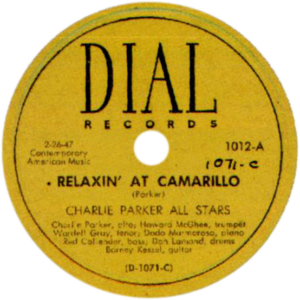 DIAL
RECORDS
2-26-47
Contemporary
American Music
1012-A
1071-C
• RELAXIN' AT CAMARILLO
(Parker)
CHARLIE PARKER ALL STARS
Charlie Parker, alto; Howard McGhee, trumpet
Wardell Gray, tenor; Dodo Marmarosa, piano
Red Callender, bass; Don Lamond, drums
Barney Kessel, guitar
(D-1071-C)